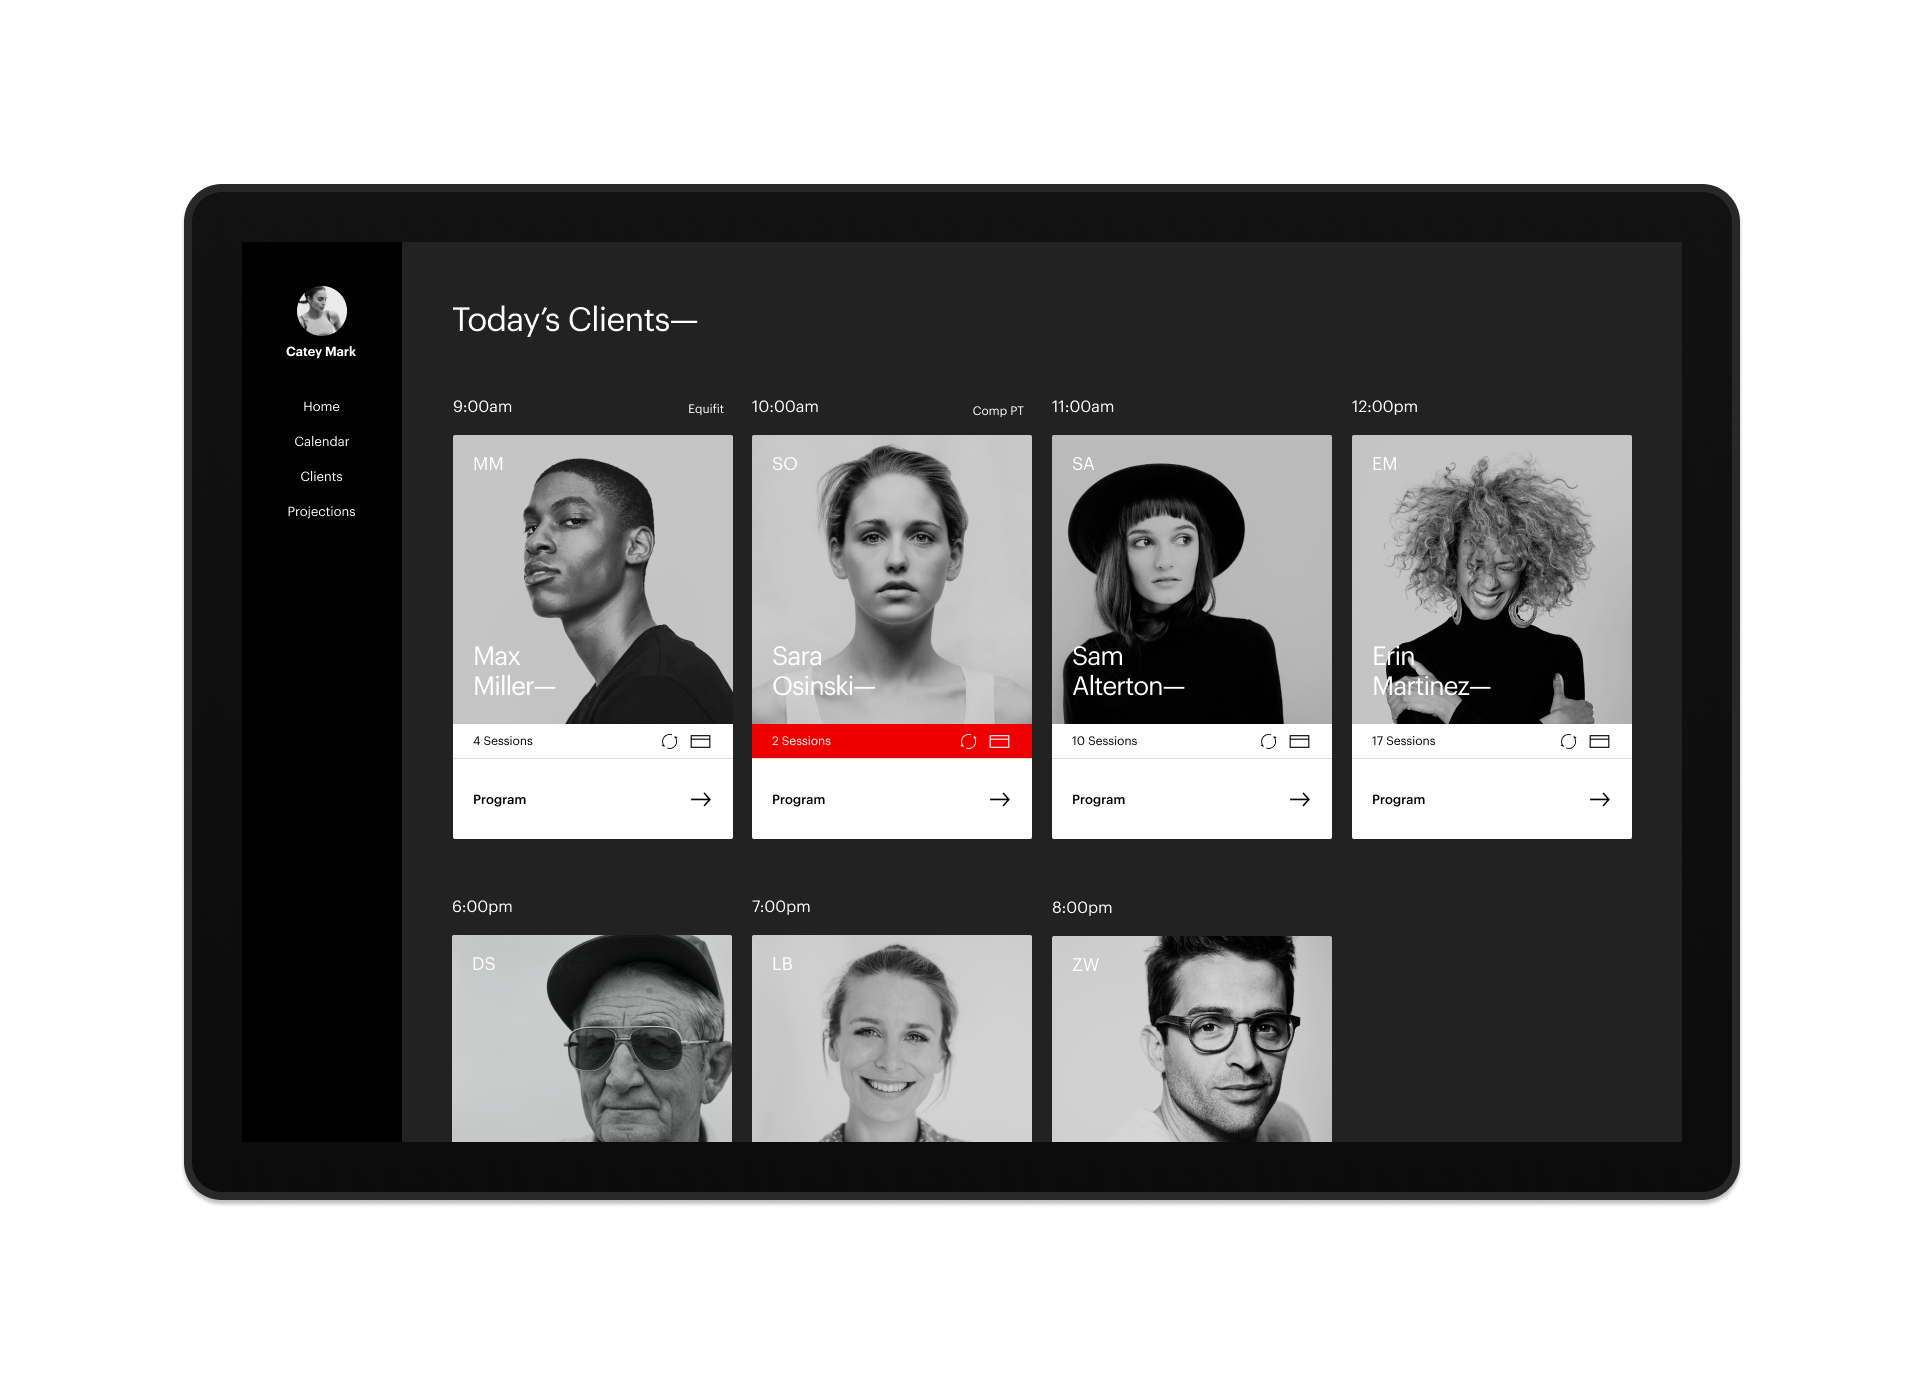 Catey Mark
Home
Calendar
Clients
Projections
Today’s Clients—
9:00am
Equifit
MM
Max
Miller—
4 Sessions
Program
10:00am
Comp PT
SO
Sara
Osinski—
2 Sessions
Program
11:00am
SA
Sam
Alterton—
10 Sessions
Program
12:00pm
EM
Erin
Martinez—
17 Sessions
Program
6:00pm
DS
7:00pm
LB
8:00pm
ZW